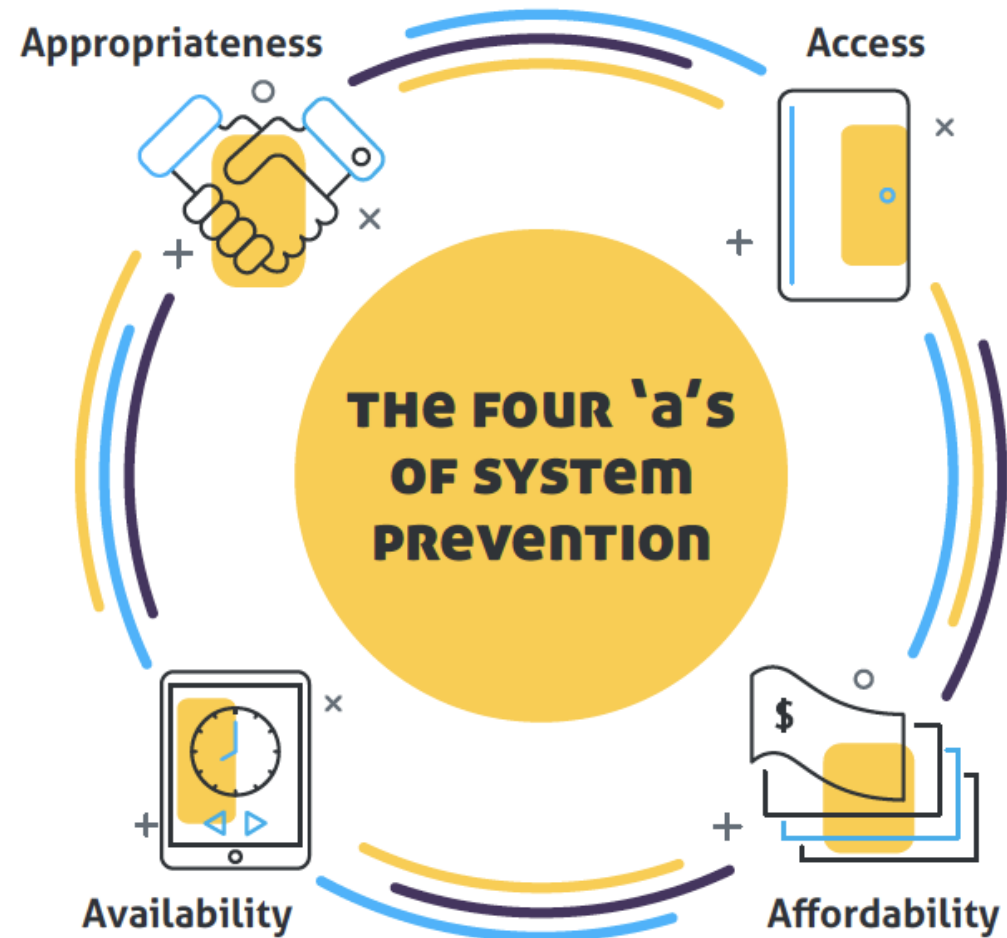 Appropriateness
Access
THe FOUR ‘a’s
OF SYSTem
PREVENTION
$
Availability
Affordability